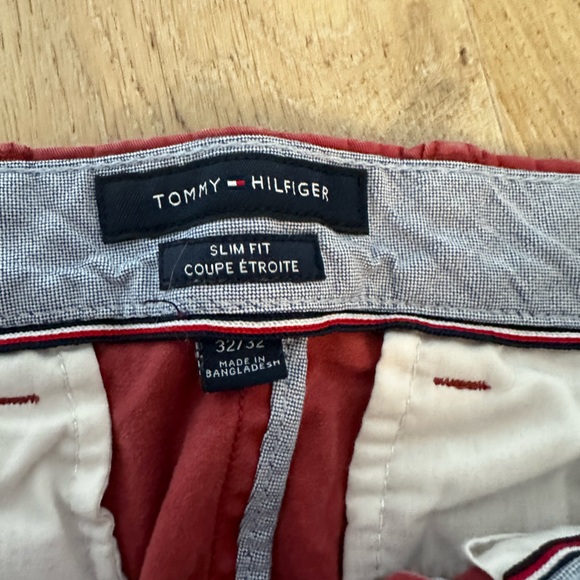 TOMMY HILFIGER
SLIM FIT
COUPE ÉTROITE
32/32
MADE IN
BANGLADESH